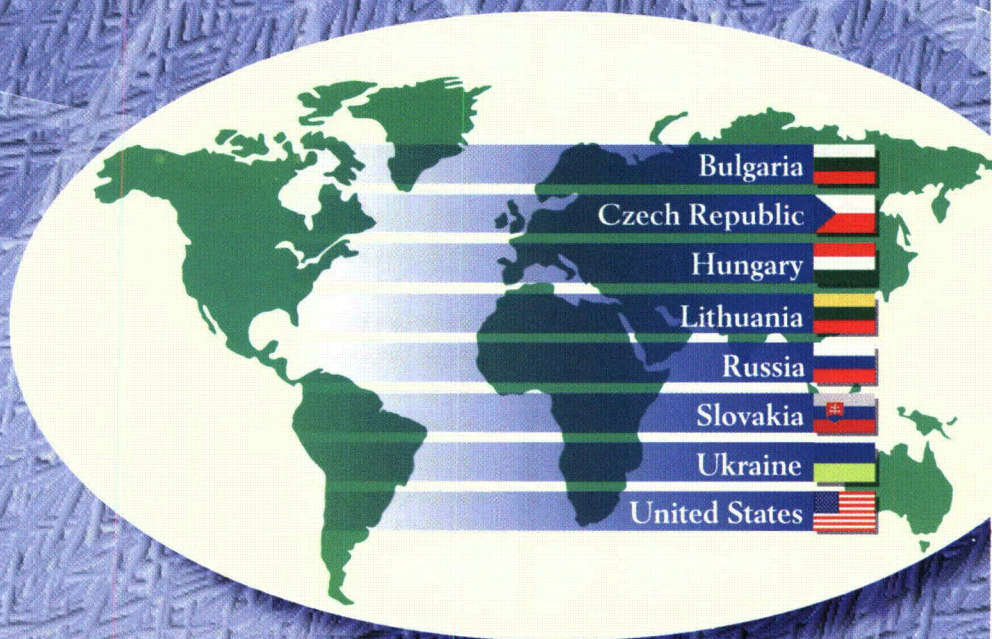 Bulgaria
Czech Republic
Hungary
Lithuania
Russia
Slovakia
Ukraine
United States